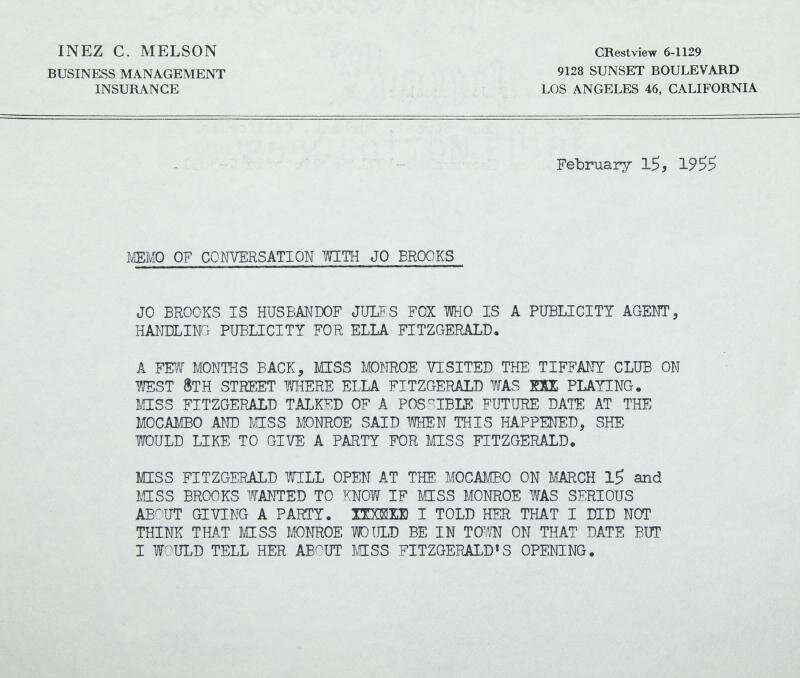 INEZ C. MELSON
BUSINESS MANAGEMENT
INSURANCE
CRestview 6-1129
9128 SUNSET BOULEVARD
LOS ANGELES 46, CALIFORNIA
February 15, 1955
MEMO OF CONVERSATION WITH JO BROOKS
JO BROOKS IS HUSBANDOF JULES FOX WHO IS A PUBLICITY AGENT,
HANDLING PUBLICITY FOR ELLA FITZGERALD.
A FEW MONTHS BACK, MISS MONROE VISITED THE TIFFANY CLUB ON
WEST 8TH STREET WHERE ELLA FITZGERALD WAS PLAYING.
MISS FITZGERALD TALKED OF A POSSIBLE FUTURE DATE AT THE
MOCAMBO AND MISS MONROE SAID WHEN THIS HAPPENED, SHE
WOULD LIKE TO GIVE A PARTY FOR MISS FITZGERALD.
MISS FITZGERALD WILL OPEN AT THE MOCAMBO ON MARCH 15 and
MISS BROOKS WANTED TO KNOW IF MISS MONROE WAS SERIOUS
ABOUT GIVING A PARTY. I TOLD HER THAT I DID NOT
THINK THAT MISS MONROE WOULD BE IN TOWN ON THAT DATE BUT
I WOULD TELL HER ABOUT MISS FITZGERALD'S OPENING.